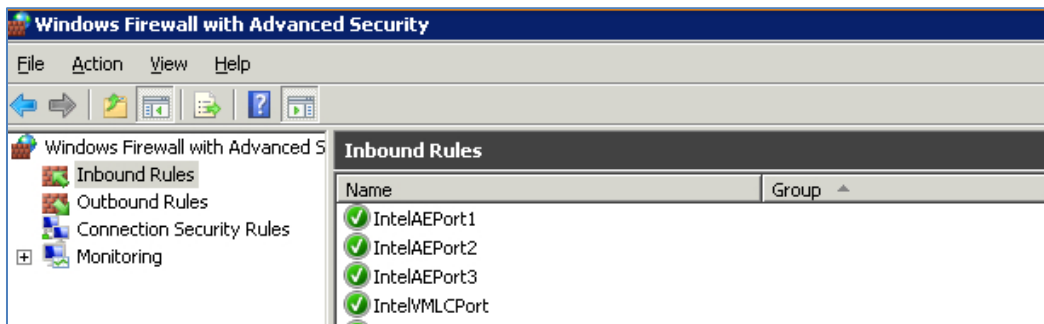 Windows Firewall with Advanced Security
File Action View Help
Windows Firewall with Advanced S
Inbound Rules
Outbound Rules
Connection Security Rules
Monitoring
Inbound Rules
Name Group
IntelAEPort1
IntelAEPort2
IntelAEPort3
IntelVMLCPort